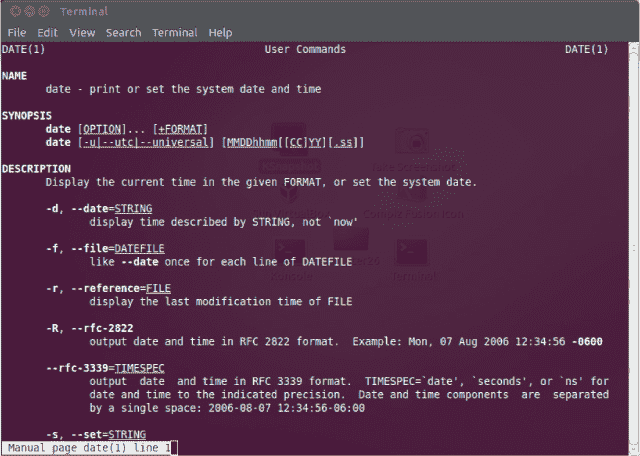 Terminal
File Edit View Search Terminal Help
DATE(1) User Commands DATE(1)
NAME
date - print or set the system date and time
SYNOPSIS
date [OPTION]... [+FORMAT]
date [-u|--utc|--universal] [MMDDhhmm[[CC]YY][.ss]]
DESCRIPTION
Display the current time in the given FORMAT, or set the system date.
-d, --date=STRING
display time described by STRING, not `now'
-f, --file=DATEFILE
like --date once for each line of DATEFILE
-r, --reference=FILE
display the last modification time of FILE
-R, --rfc-2822
output date and time in RFC 2822 format. Example: Mon, 07 Aug 2006 12:34:56 -0600
--rfc-3339=TIMESPEC
output date and time in RFC 3339 format. TIMESPEC=`date', `seconds', or `ns' for
date and time to the indicated precision. Date and time components are separated
by a single space: 2006-08-07 12:34:56-06:00
-s, --set=STRING
Manual page date(1) line 1
Compiz Fusion Icon
Konsole
Terminal